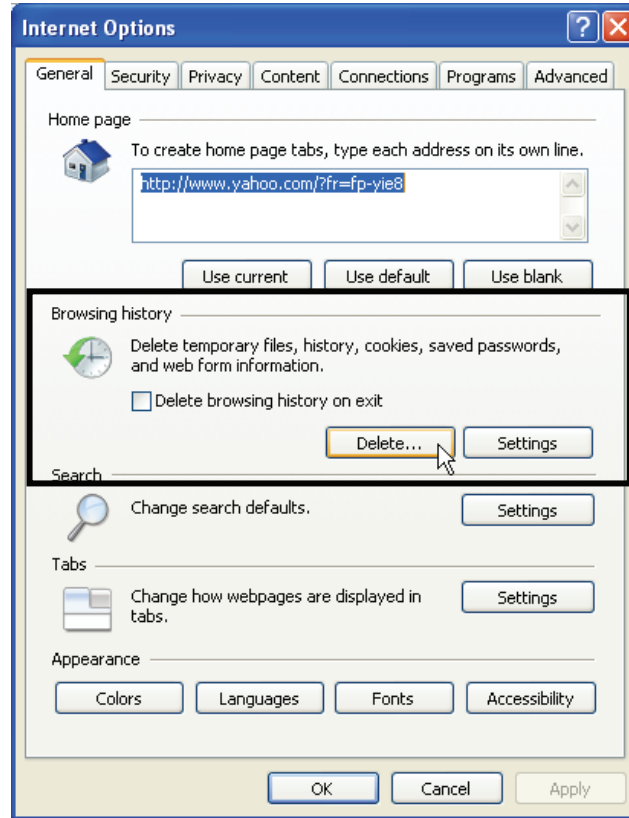 Internet Options
General Security Privacy Content Connections Programs Advanced
Home page
To create home page tabs, type each address on its own line.
http://www.yahoo.com/?fr=fp-yie8
Use current Use default Use blank
Browsing history
Delete temporary files, history, cookies, saved passwords,
and web form information.
Delete browsing history on exit
Delete... Settings
Search
Change search defaults. Settings
Tabs
Change how webpages are displayed in
tabs.
Settings
Appearance
Colors Languages Fonts Accessibility
OK Cancel Apply